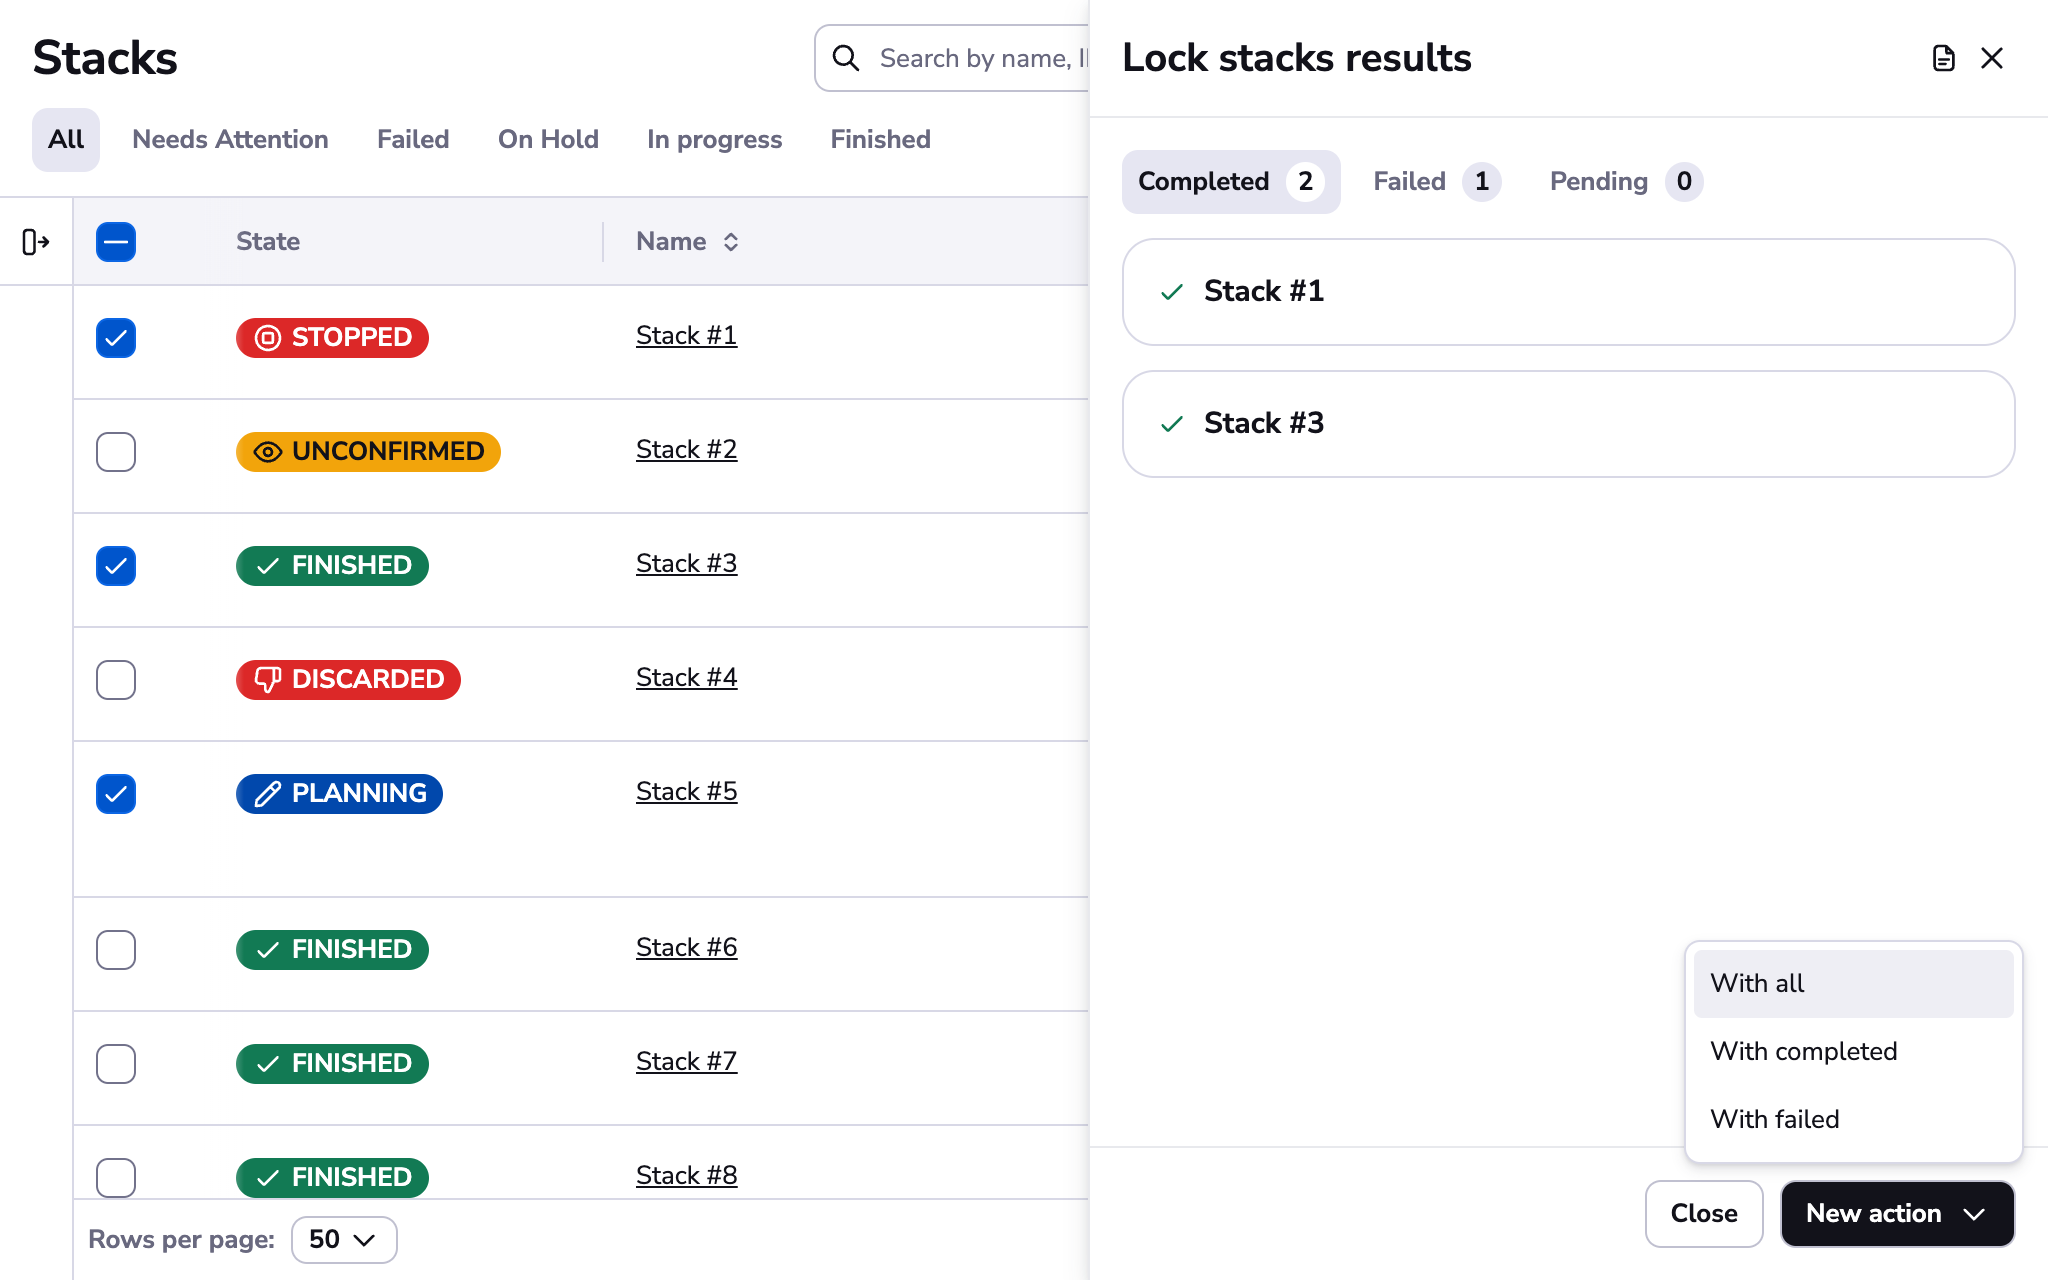 Stacks
Search by name, I
All
Needs Attention
Failed
On Hold
In progress
Finished
State
Name
STOPPED
Stack #1
UNCONFIRMED
Stack #2
FINISHED
Stack #3
DISCARDED
Stack #4
PLANNING
Stack #5
FINISHED
Stack #6
FINISHED
Stack #7
FINISHED
Stack #8
Rows per page:
50
Lock stacks results
Completed 2
Failed 1
Pending 0
Stack #1
Stack #3
With all
With completed
With failed
Close
New action